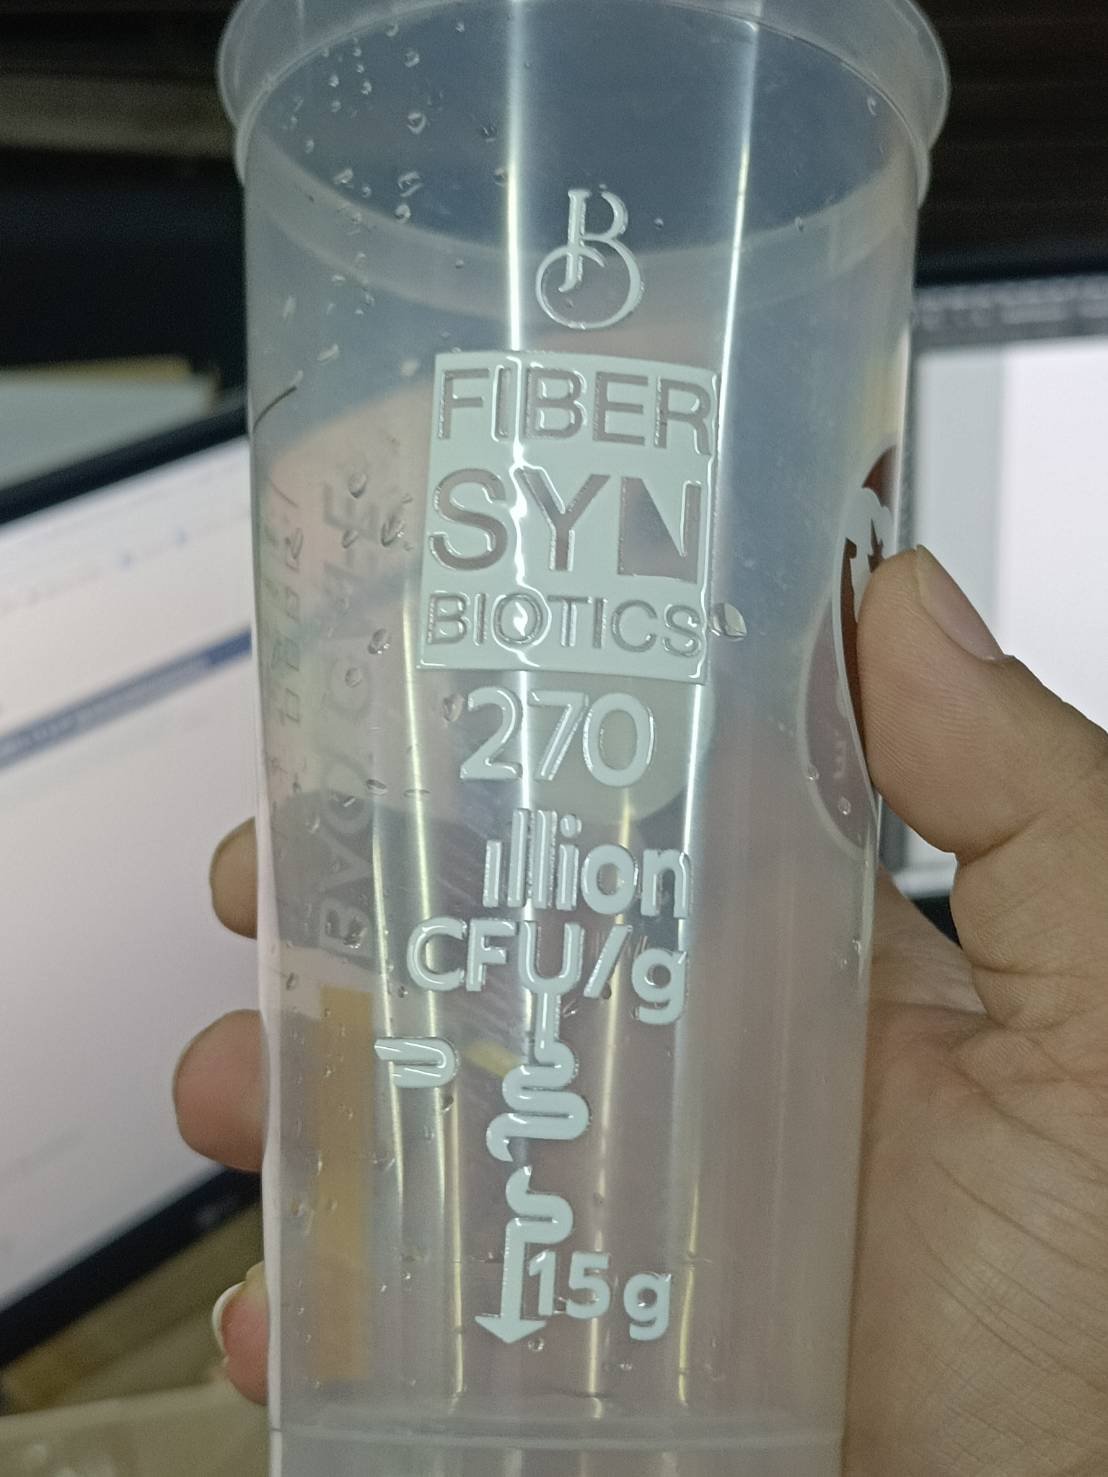 B
FIBER
SYN
BIOTICS
270
illion
CFU/g
15g